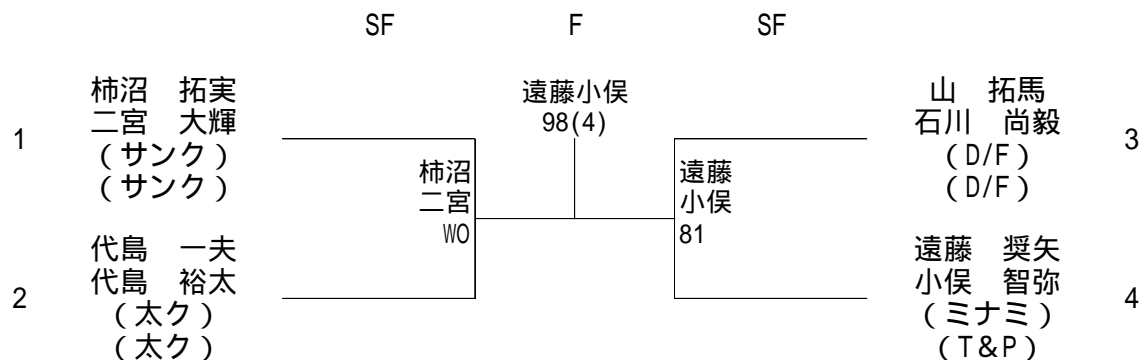 SF F SF
1
柿沼 拓実
二宮 大輝
(サンク)
(サンク)
2
代島 一夫
代島 裕太
(太ク)
(太ク)
柿沼
二宮
WO
遠藤小俣
98(4)
遠藤
小俣
81
山 拓馬
石川 尚毅
(D/F)
(D/F)
3
遠藤 奨矢
小俣 智弥
(ミナミ)
(T&P)
4